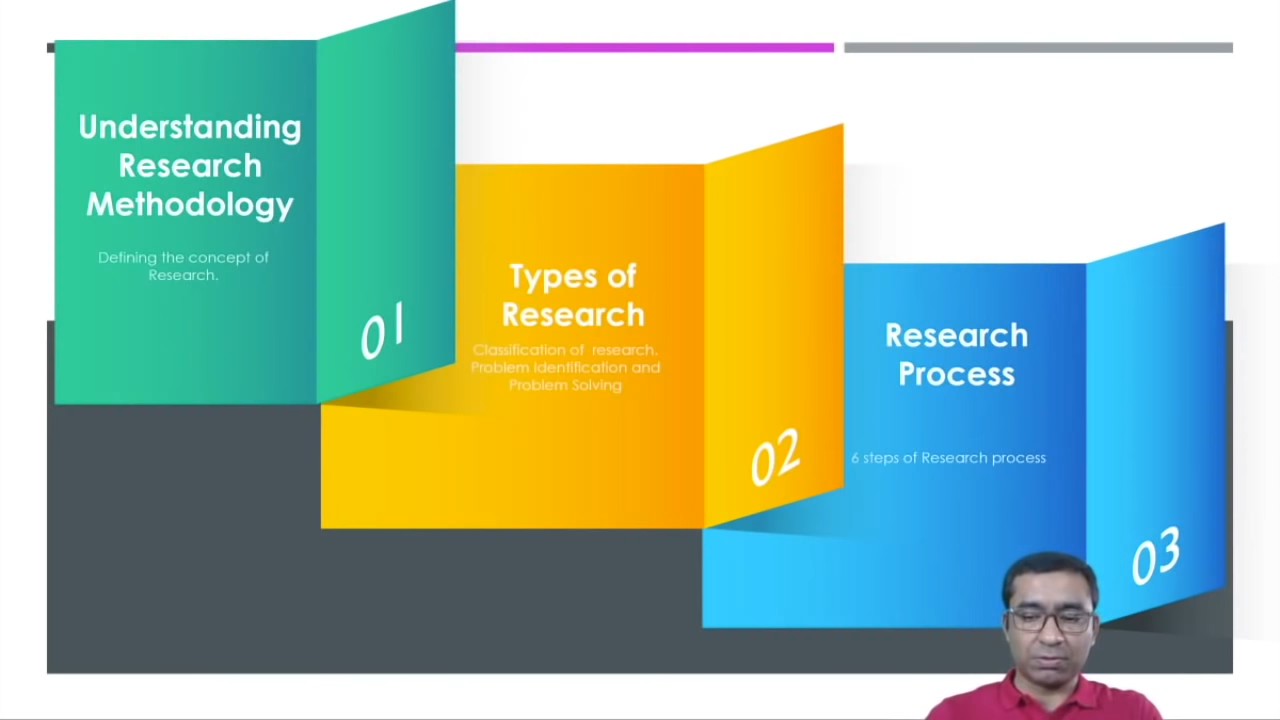 Understanding
Research
Methodology
Defining the concept of
Research.
01
Types of
Research
Classification of research.
Problem Identification and
Problem Solving
02
Research
Process
6 steps of Research process
03